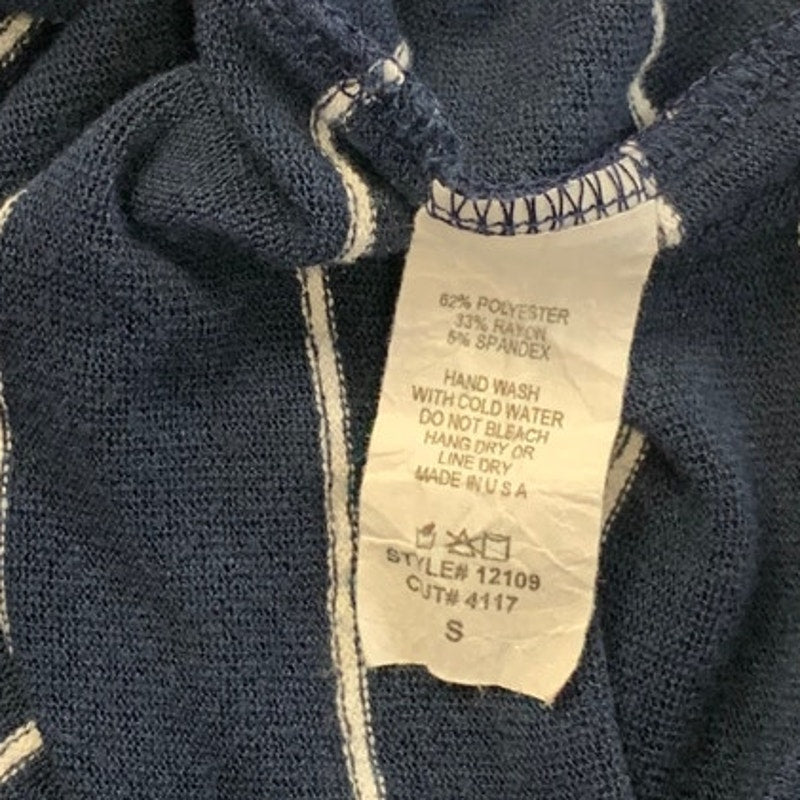 62% POLYESTER
33% RAYON
5% SPANDEX
HAND WASH
WITH COLD WATER
DO NOT BLEACH
HANG DRY OR
LINE DRY
MADE IN U S A
STYLE# 12109
CUT# 4117
S